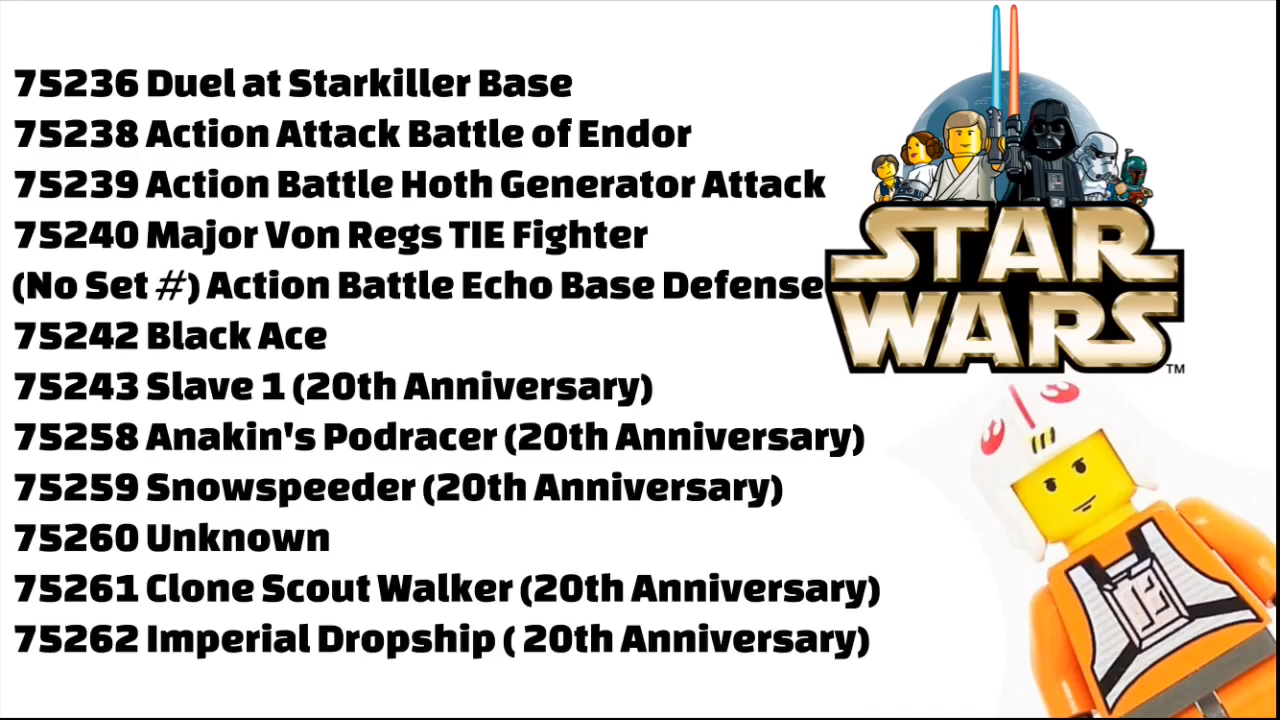 75236 Duel at Starkiller Base
75238 Action Attack Battle of Endor
75239 Action Battle Hoth Generator Attack
75240 Major Von Regs TIE Fighter
(No Set #) Action Battle Echo Base Defense
75242 Black Ace
75243 Slave 1 (20th Anniversary)
75258 Anakin's Podracer (20th Anniversary)
75259 Snowspeeder (20th Anniversary)
75260 Unknown
75261 Clone Scout Walker (20th Anniversary)
75262 Imperial Dropship ( 20th Anniversary)
STAR
WARS
TM